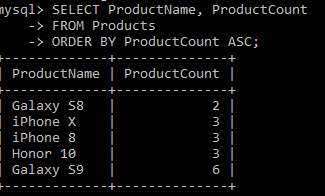 mysql> SELECT ProductName, ProductCount
    -> FROM Products
    -> ORDER BY ProductCount ASC;
+-------------+--------------+
| ProductName | ProductCount |
+-------------+--------------+
| Galaxy S8   |            2 |
| iPhone X    |            3 |
| iPhone 8    |            3 |
| Honor 10    |            3 |
| Galaxy S9   |            6 |
+-------------+--------------+